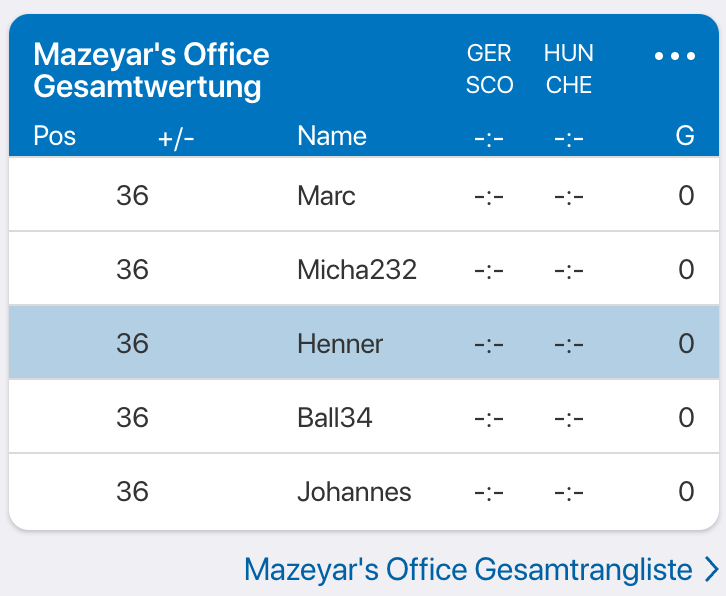 Mazeyar's Office
Gesamtwertung
GER HUN
SCO CHE
Pos +/- Name -:- -:- G
36 Marc -:- -:- 0
36 Micha232 -:- -:- 0
36 Henner -:- -:- 0
36 Ball34 -:- -:- 0
36 Johannes -:- -:- 0
Mazeyar's Office Gesamtrangliste